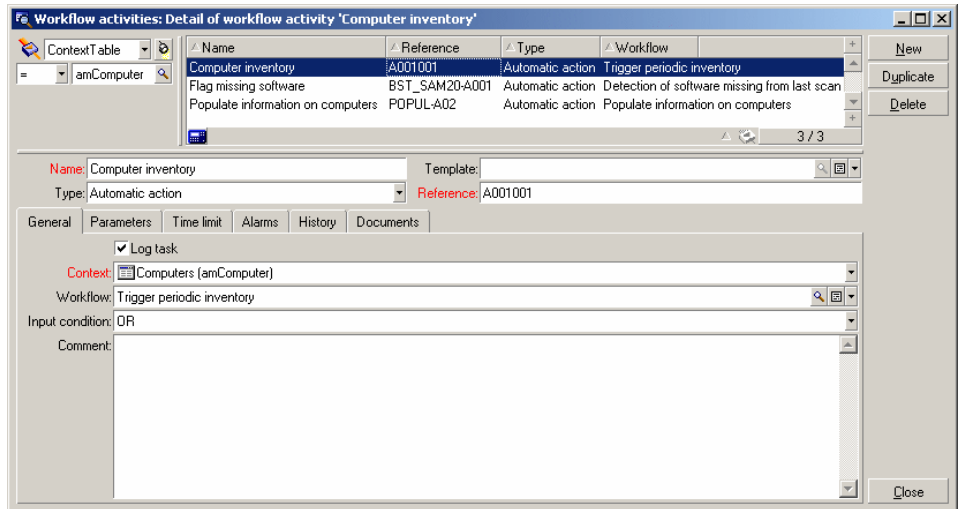 Workflow activities: Detail of workflow activity 'Computer inventory'
ContextTable
= amComputer
Name Reference Type Workflow
Computer inventory A001001 Automatic action Trigger periodic inventory
Flag missing software BST_SAM20-A001 Automatic action Detection of software missing from last scan
Populate information on computers POPUL-A02 Automatic action Populate information on computers
3 / 3
New
Duplicate
Delete
Name: Computer inventory Template:
Type: Automatic action Reference: A001001
General Parameters Time limit Alarms History Documents
Log task
Context: Computers (amComputer)
Workflow: Trigger periodic inventory
Input condition: OR
Comment:
Close